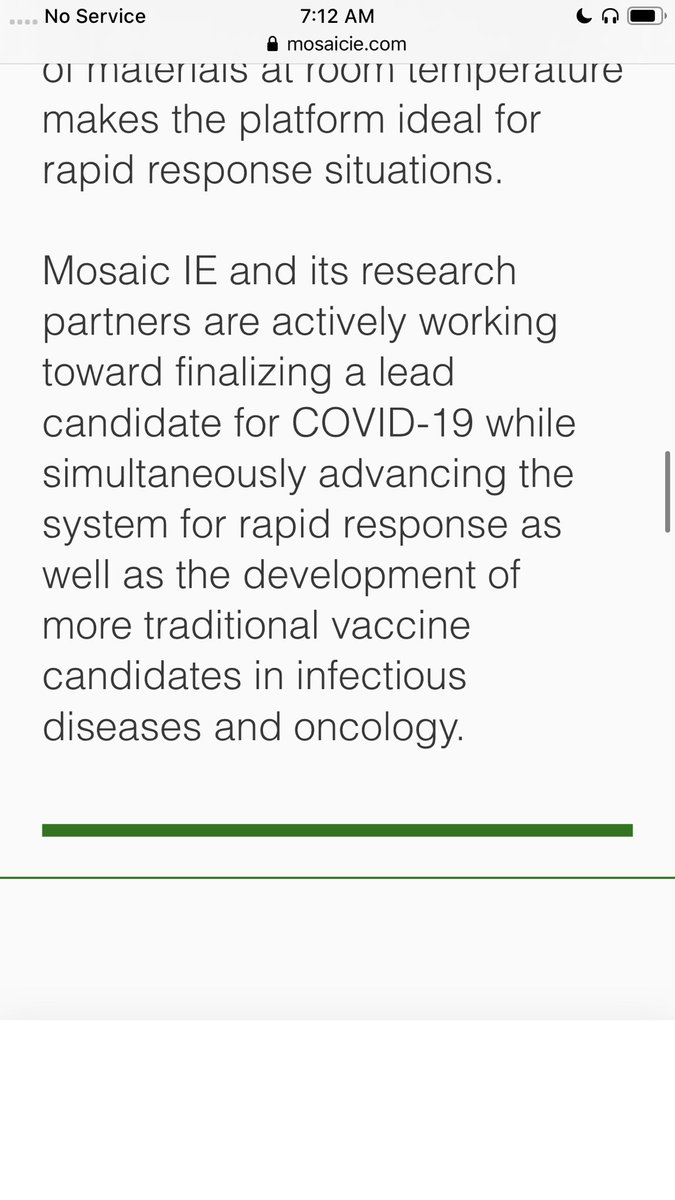 No Service 7:12 AM
mosaicie.com
of materials at room temperature
makes the platform ideal for
rapid response situations.
Mosaic IE and its research
partners are actively working
toward finalizing a lead
candidate for COVID-19 while
simultaneously advancing the
system for rapid response as
well as the development of
more traditional vaccine
candidates in infectious
diseases and oncology.